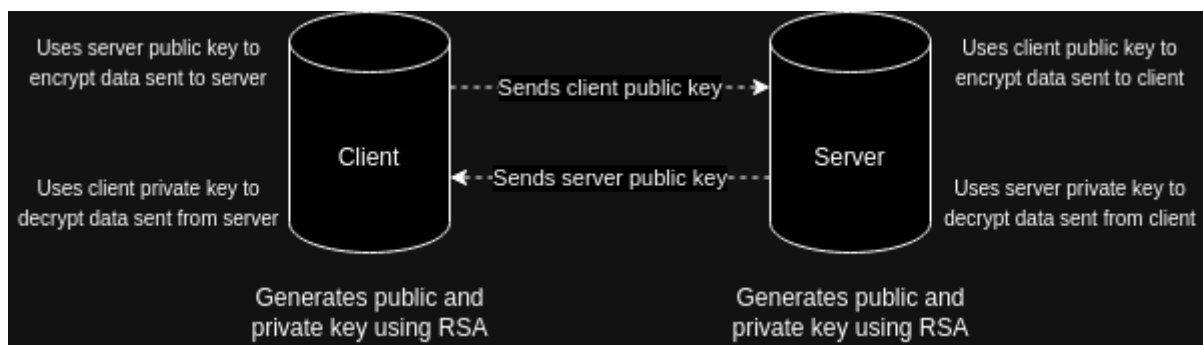 Uses server public key to
encrypt data sent to server
Uses client private key to
decrypt data sent from server
Client
Generates public and
private key using RSA
Sends client public key
Sends server public key
Server
Generates public and
private key using RSA
Uses client public key to
encrypt data sent to client
Uses server private key to
decrypt data sent from client